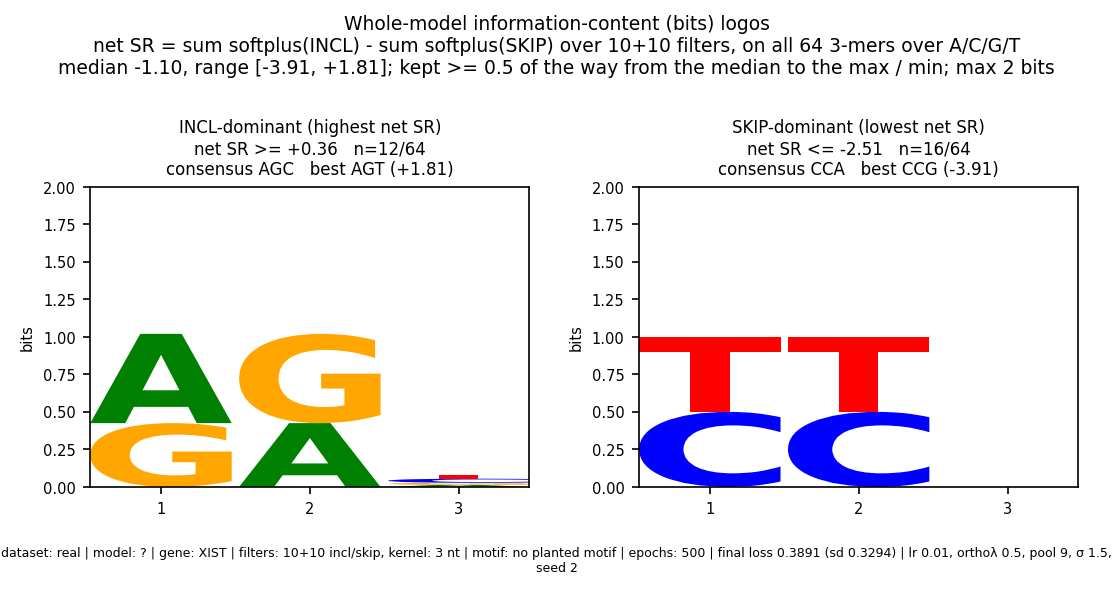 Whole-model information-content (bits) logos
net SR = sum softplus(INCL) - sum softplus(SKIP) over 10+10 filters, on all 64 3-mers over A/C/G/T
median -1.10, range [-3.91, +1.81]; kept >= 0.5 of the way from the median to the max / min; max 2 bits
INCL-dominant (highest net SR)
net SR >= +0.36   n=12/64
consensus AGC   best AGT (+1.81)
2.00
1.75
1.50
1.25
1.00
0.75
0.50
0.25
0.00
bits
A G T
G A C
1 2 3
SKIP-dominant (lowest net SR)
net SR <= -2.51   n=16/64
consensus CCA   best CCG (-3.91)
2.00
1.75
1.50
1.25
1.00
0.75
0.50
0.25
0.00
bits
T T
C C
1 2 3
dataset: real | model: ? | gene: XIST | filters: 10+10 incl/skip, kernel: 3 nt | motif: no planted motif | epochs: 500 | final loss 0.3891 (sd 0.3294) | lr 0.01, orthoλ 0.5, pool 9, σ 1.5,
seed 2